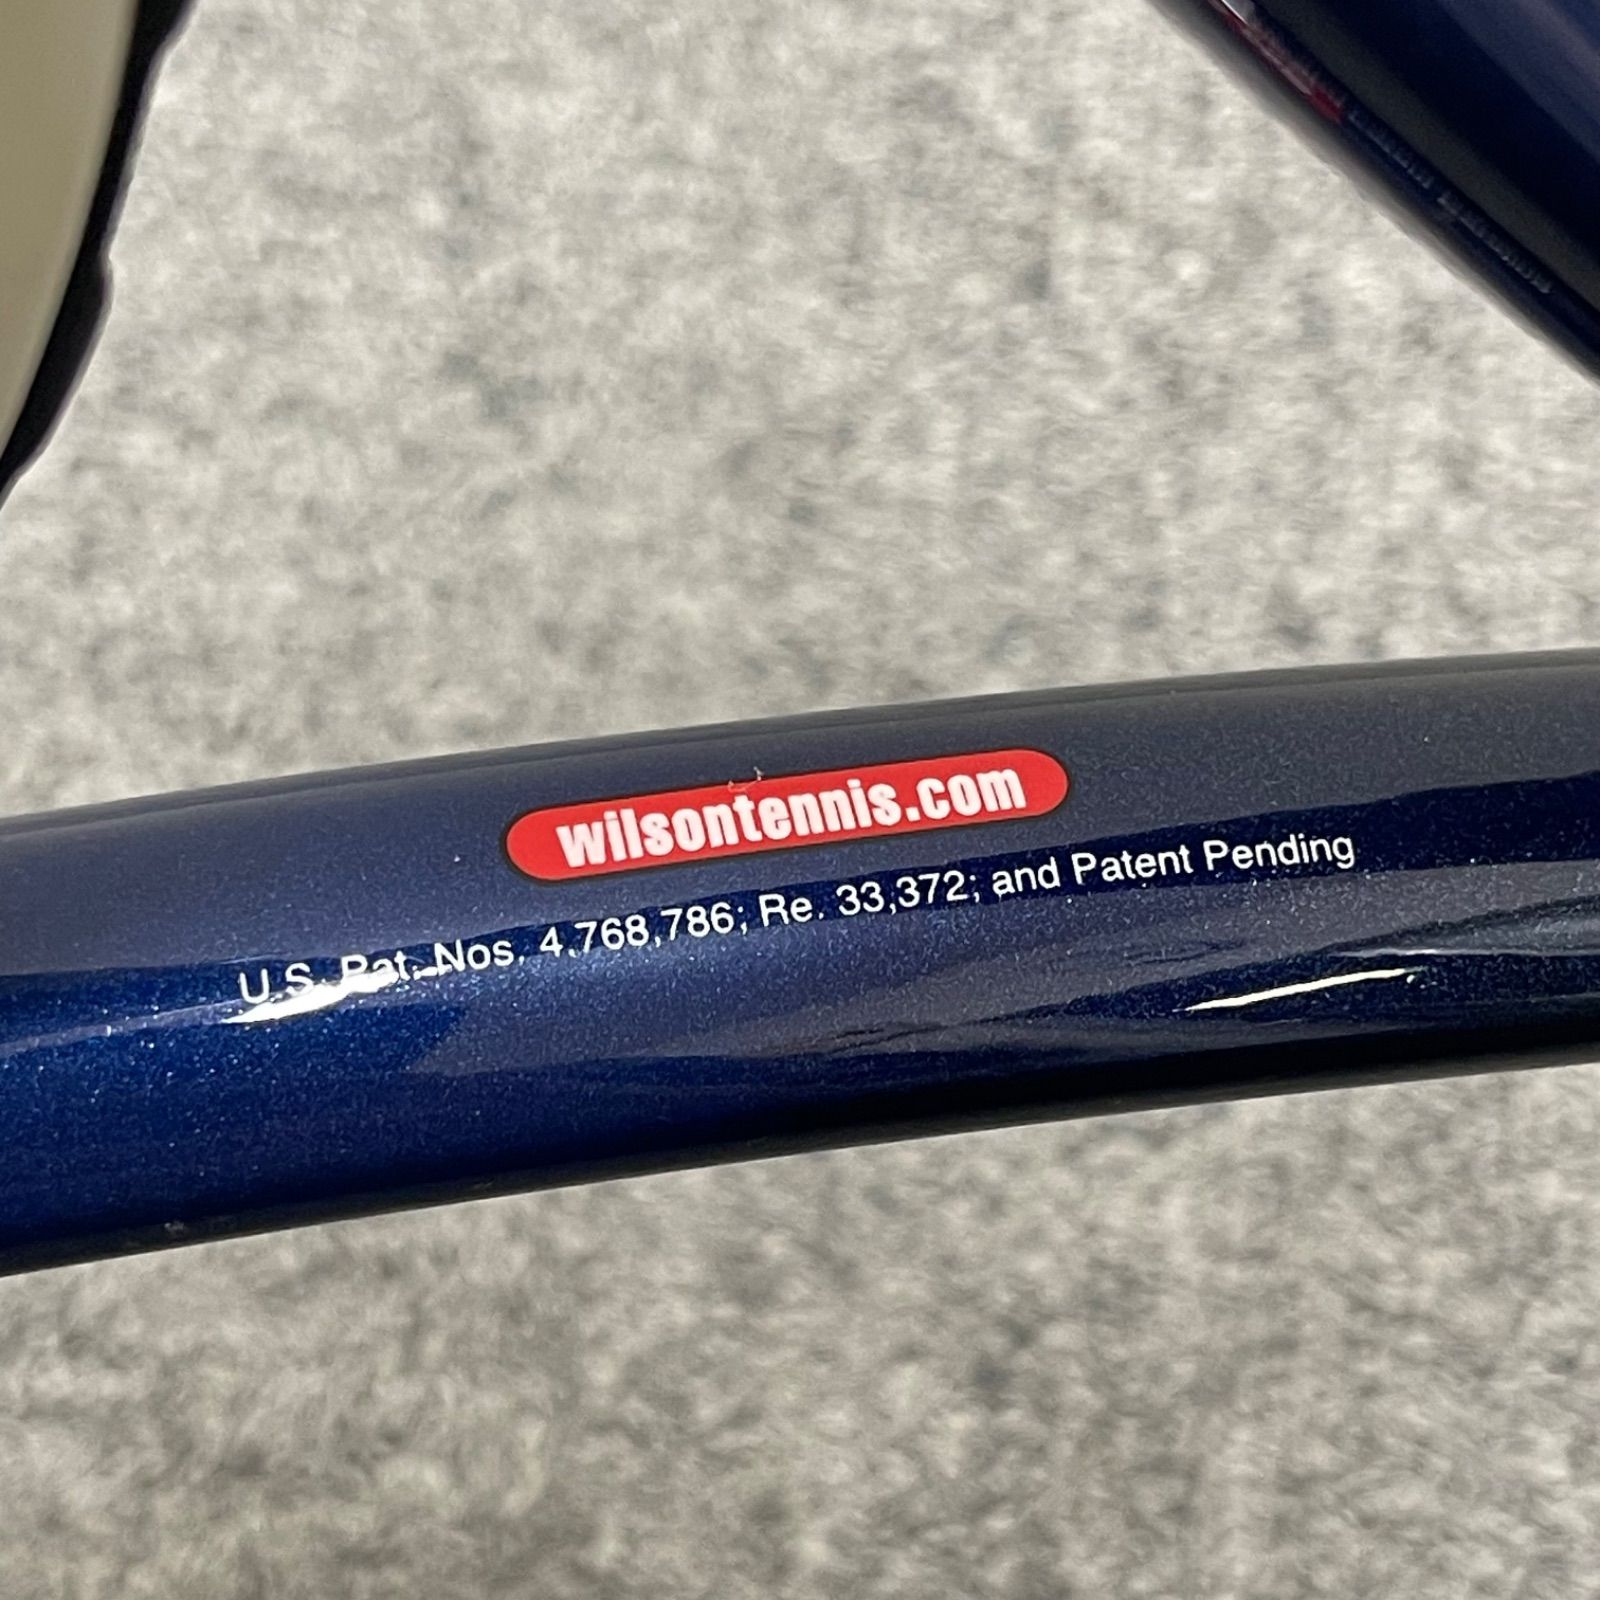 wilsontennis.com
U.S. Pat. Nos. 4,768,786; Re. 33,372; and Patent Pending